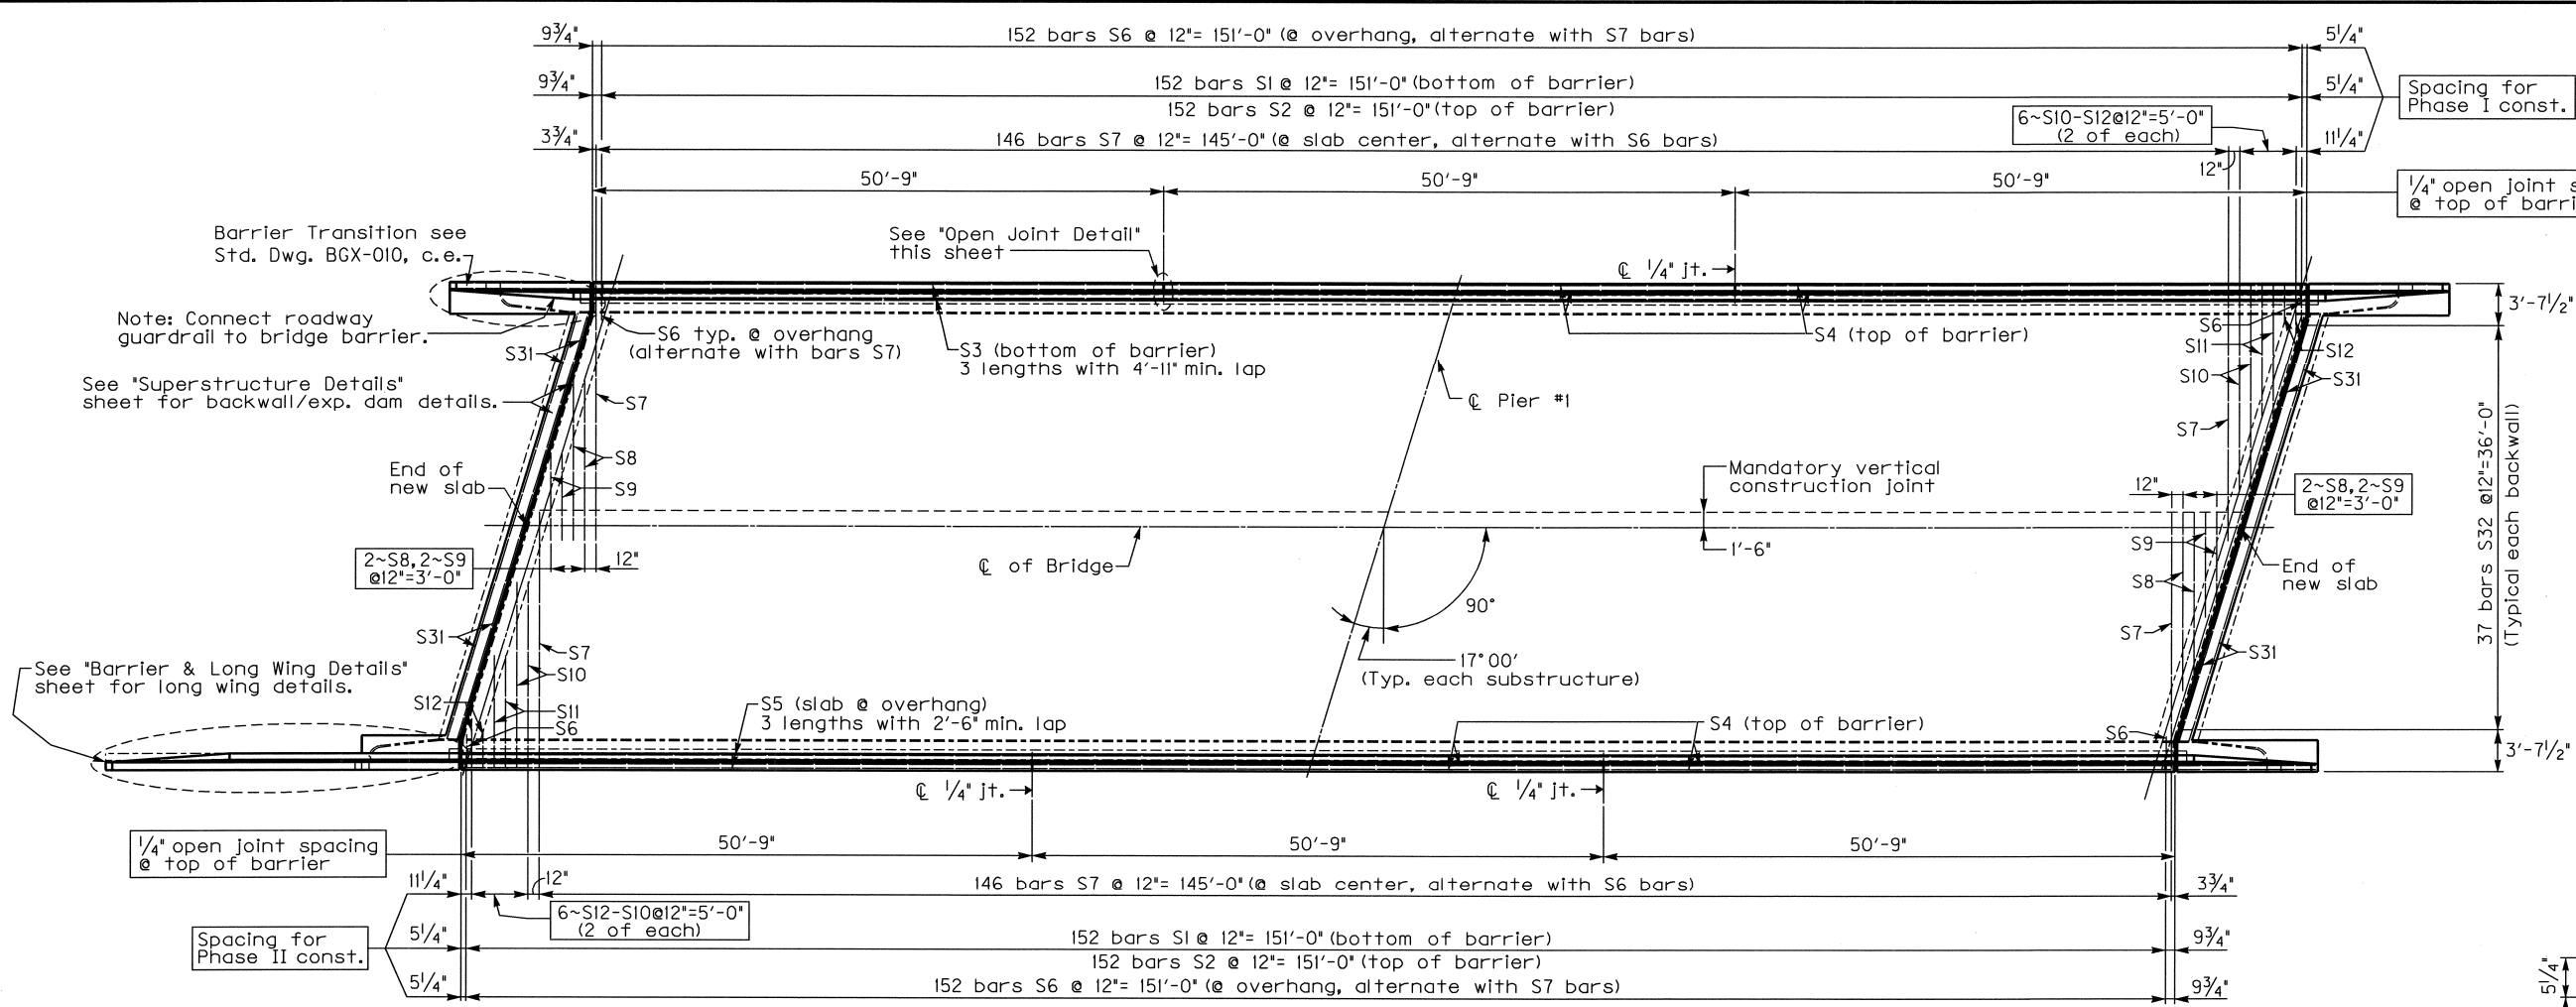 9¾"
152 bars S6 @ 12"= 151'-0" (@ overhang, alternate with S7 bars)
5¼"
9¾"
152 bars S1 @ 12"= 151'-0" (bottom of barrier)
5¼"
152 bars S2 @ 12"= 151'-0" (top of barrier)
Spacing for
Phase I const.
3¾"
146 bars S7 @ 12"= 145'-0" (@ slab center, alternate with S6 bars)
6~S10-S12@12"=5'-0"
(2 of each)
11¼"
12"
50'-9"
50'-9"
50'-9"
¼" open joint s
@ top of barri
Barrier Transition see
Std. Dwg. BGX-010, c.e.
See "Open Joint Detail"
this sheet
℄ ¼" jt.
Note: Connect roadway
guardrail to bridge barrier.
S31
S6 typ. @ overhang
(alternate with bars S7)
S3 (bottom of barrier)
3 lengths with 4'-11" min. lap
S4 (top of barrier)
S6
S11
S10
S12
S31
3'-7½"
See "Superstructure Details"
sheet for backwall/exp. dam details.
S7
℄ Pier #1
S7
End of
new slab
S8
S9
Mandatory vertical
construction joint
12"
2~S8,2~S9
@12"=3'-0"
37 bars S32 @12"=36'-0"
(Typical each backwall)
2~S8,2~S9
@12"=3'-0"
12"
℄ of Bridge
1'-6"
S9
S8
End of
new slab
90°
S31
S7
S10
17°00'
(Typ. each substructure)
S7
S31
See "Barrier & Long Wing Details"
sheet for long wing details.
S12
S11
S6
S5 (slab @ overhang)
3 lengths with 2'-6" min. lap
S4 (top of barrier)
S6
3'-7½"
℄ ¼" jt.
℄ ¼" jt.
¼" open joint spacing
@ top of barrier
50'-9"
50'-9"
50'-9"
11¼"
12"
146 bars S7 @ 12"= 145'-0" (@ slab center, alternate with S6 bars)
3¾"
6~S12-S10@12"=5'-0"
(2 of each)
Spacing for
Phase II const.
5¼"
152 bars S1 @ 12"= 151'-0" (bottom of barrier)
9¾"
152 bars S2 @ 12"= 151'-0" (top of barrier)
5¼"
152 bars S6 @ 12"= 151'-0" (@ overhang, alternate with S7 bars)
9¾"
5¼"